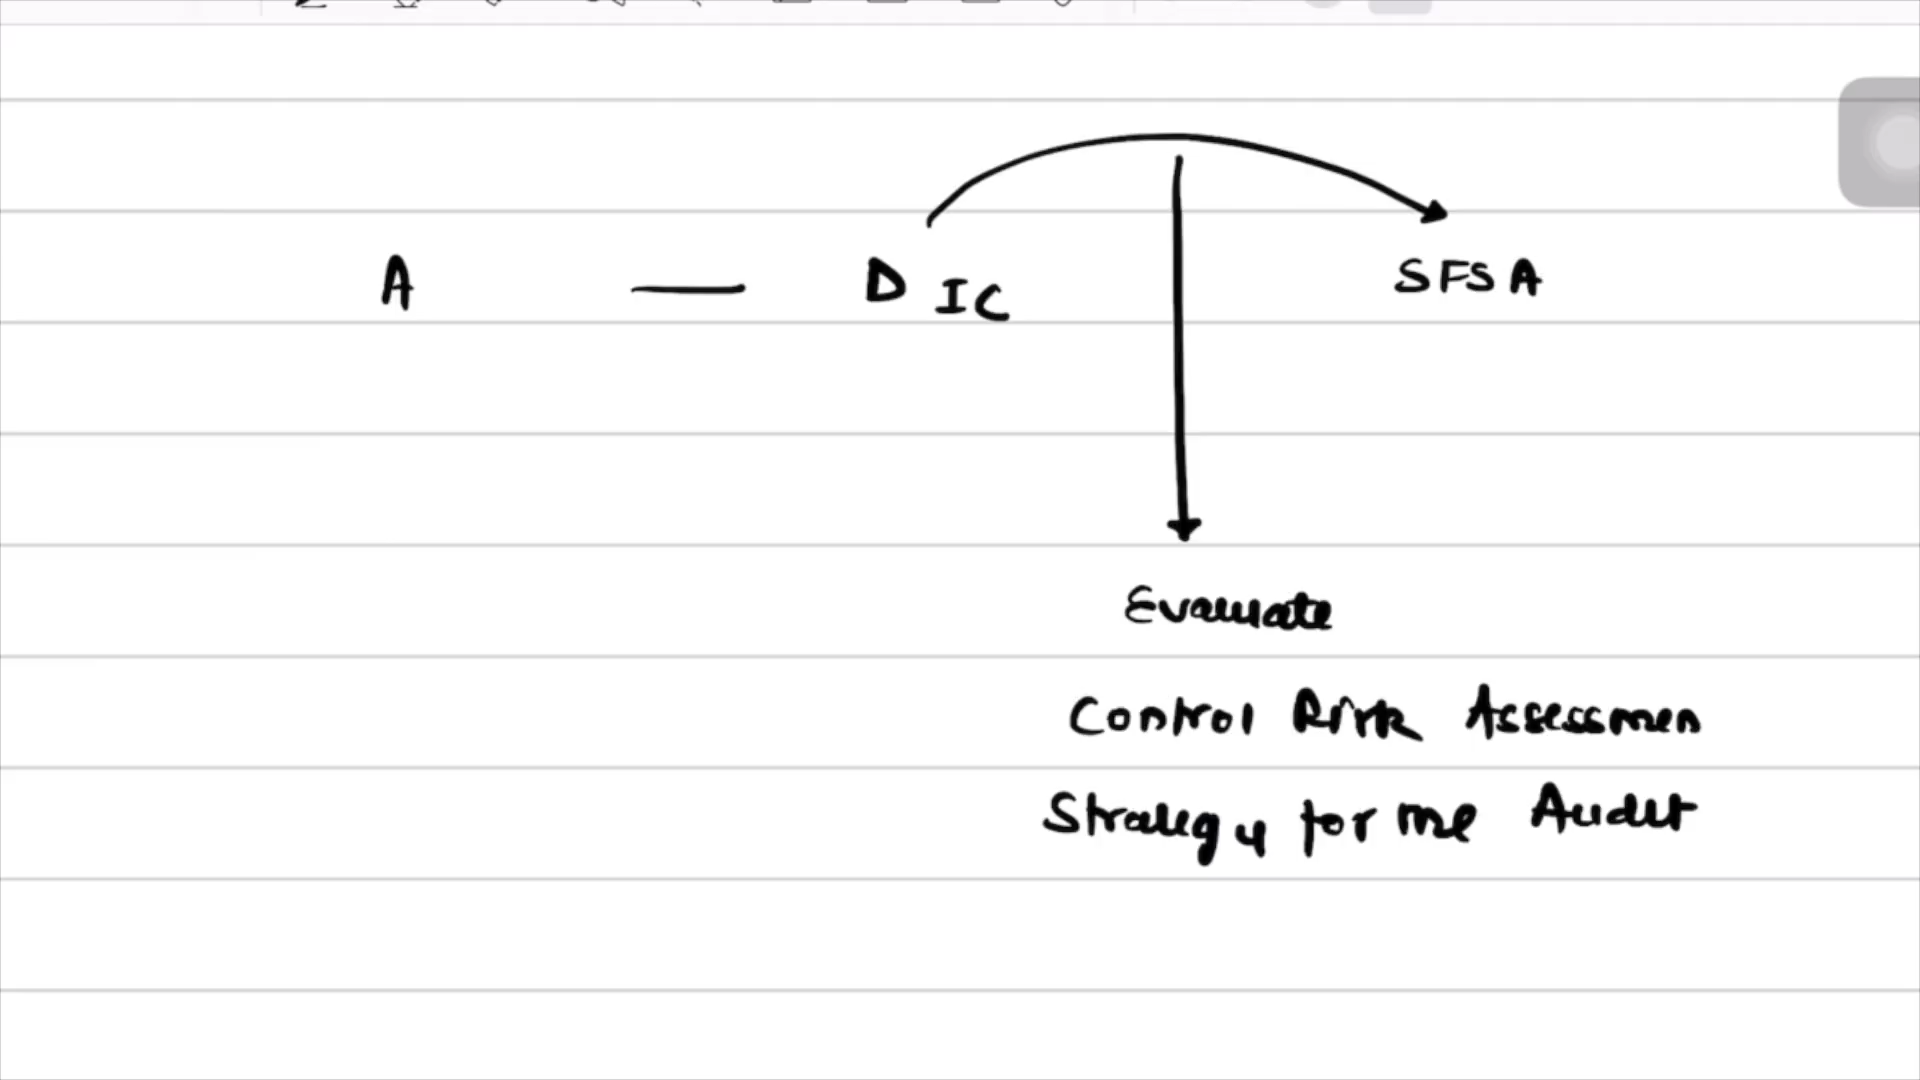 A — D IC SFSA
Evaluate
Control Risk Assessmen
Strategy for the Audit